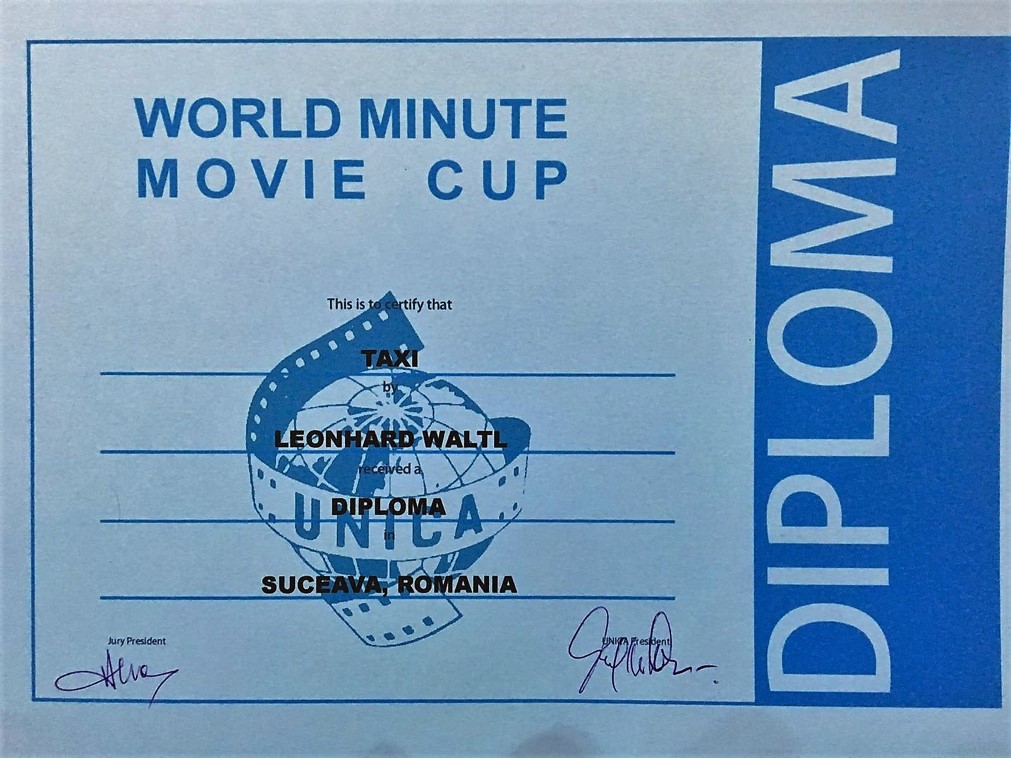 WORLD MINUTE
MOVIE CUP
This is to certify that
TAXI
by
LEONHARD WALTL
received a
DIPLOMA
in
SUCEAVA, ROMANIA
UNICA
Jury President
UNICA President
DIPLOMA